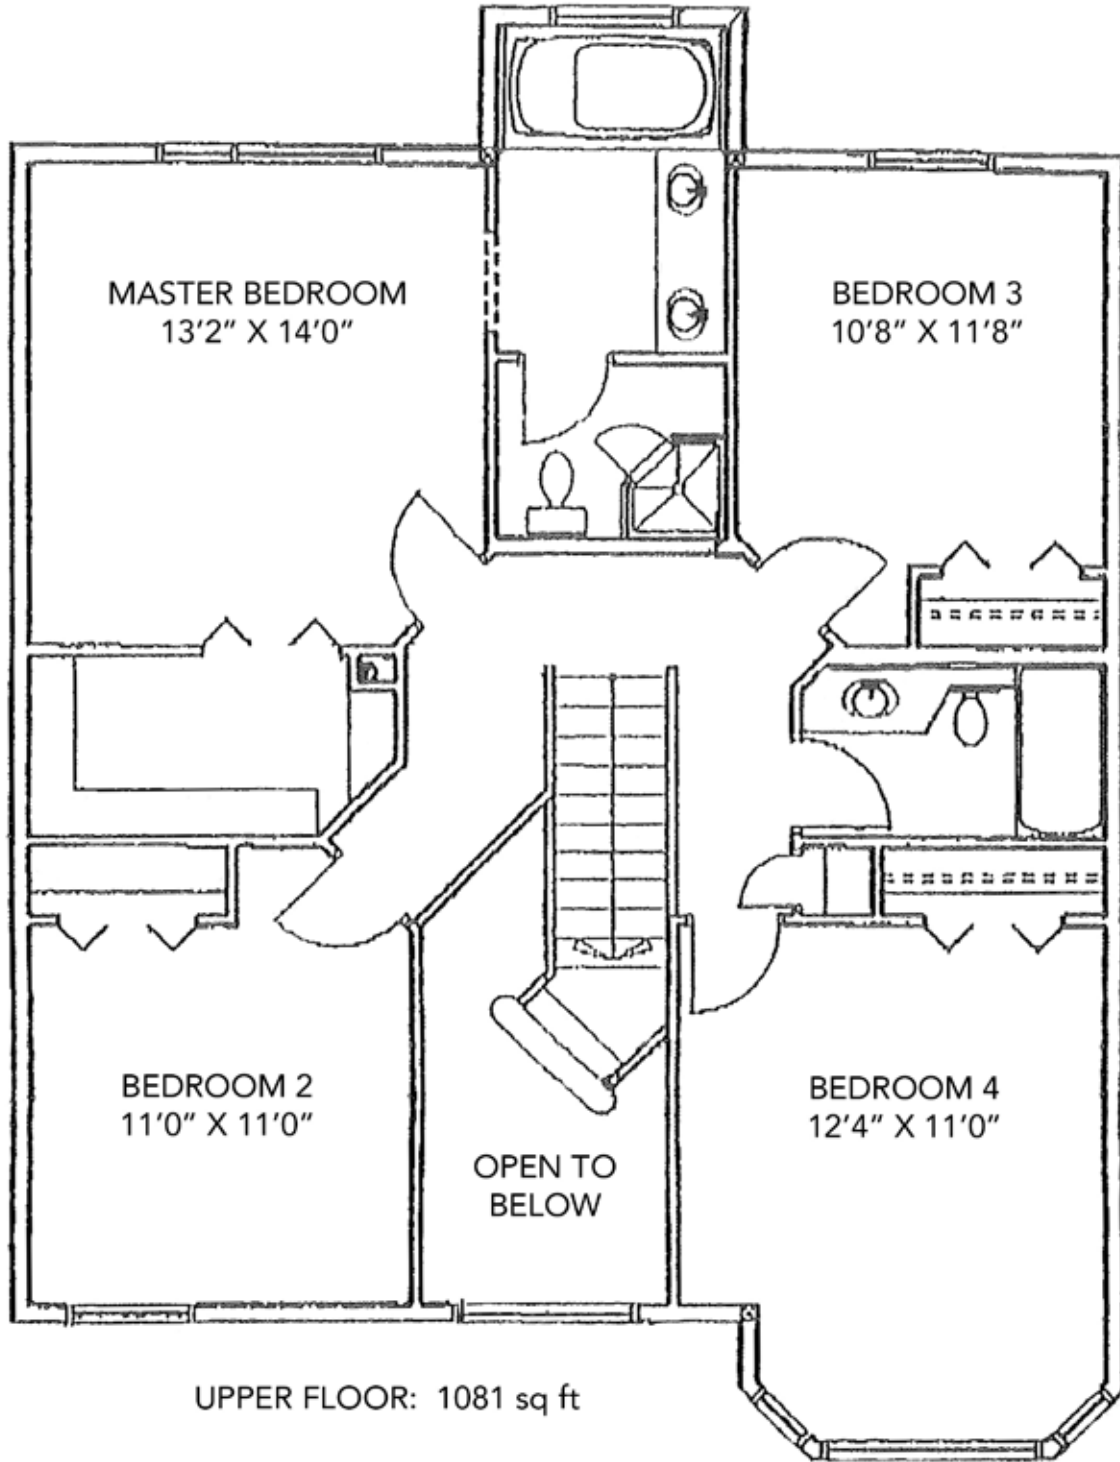 MASTER BEDROOM
13'2" X 14'0"
BEDROOM 3
10'8" X 11'8"
BEDROOM 2
11'0" X 11'0"
BEDROOM 4
12'4" X 11'0"
OPEN TO
BELOW
UPPER FLOOR: 1081 sq ft